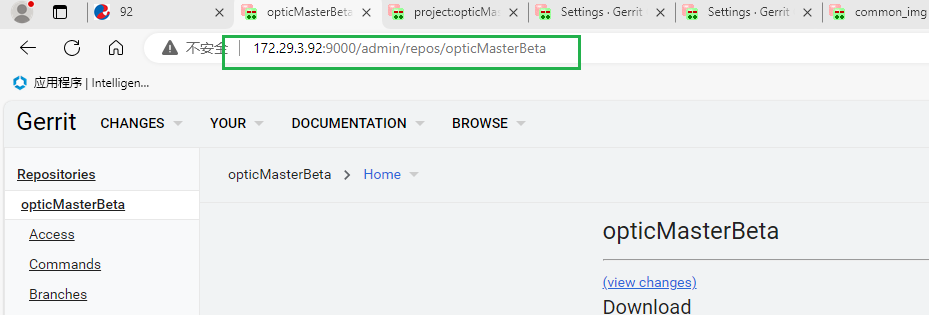 92
opticMasterBeta
project:opticMas
Settings · Gerrit
Settings · Gerrit
common_img
不安全 172.29.3.92:9000/admin/repos/opticMasterBeta
应用程序 | Intelligen...
Gerrit CHANGES YOUR DOCUMENTATION BROWSE
Repositories
opticMasterBeta
Access
Commands
Branches
opticMasterBeta > Home
opticMasterBeta
(view changes)
Download